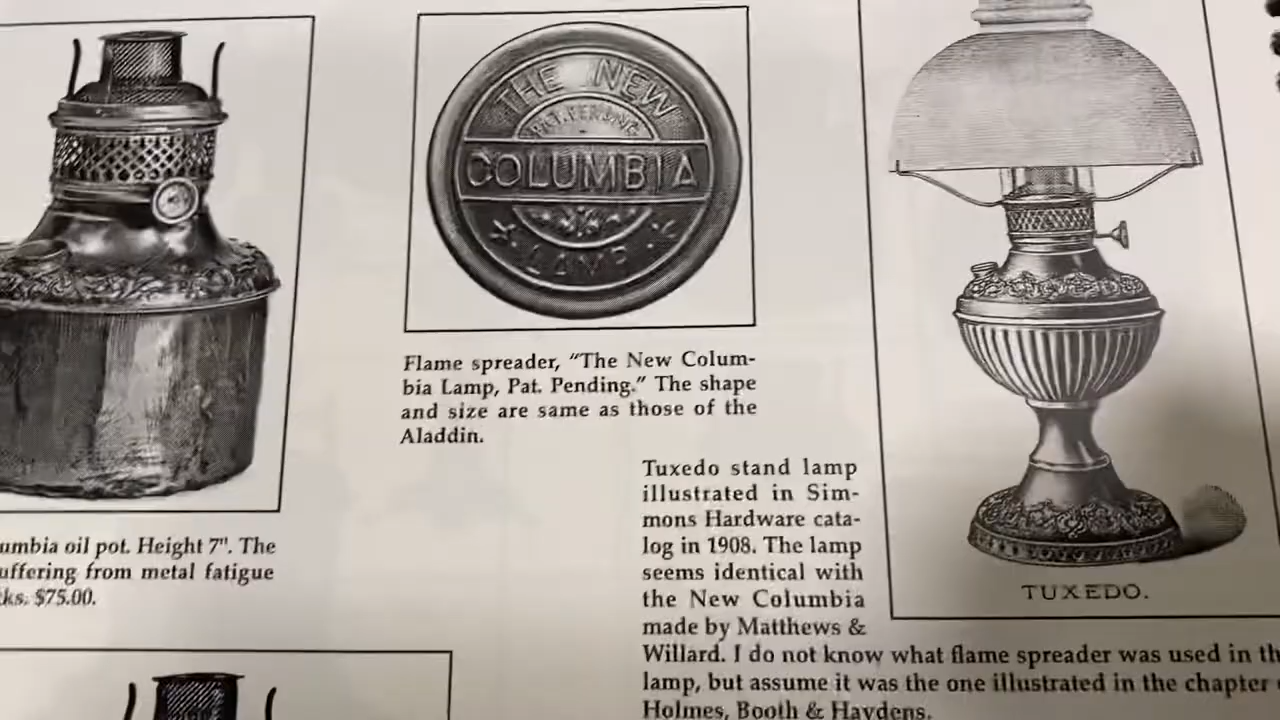 THE NEW
PAT. PENDING
COLUMBIA
LAMP
Flame spreader, "The New Colum-
bia Lamp, Pat. Pending." The shape
and size are same as those of the
Aladdin.
umbia oil pot. Height 7". The
uffering from metal fatigue
ks. $75.00.
TUXEDO.
Tuxedo stand lamp
illustrated in Sim-
mons Hardware cata-
log in 1908. The lamp
seems identical with
the New Columbia
made by Matthews &
Willard. I do not know what flame spreader was used in th
lamp, but assume it was the one illustrated in the chapter
Holmes, Booth & Haydens.